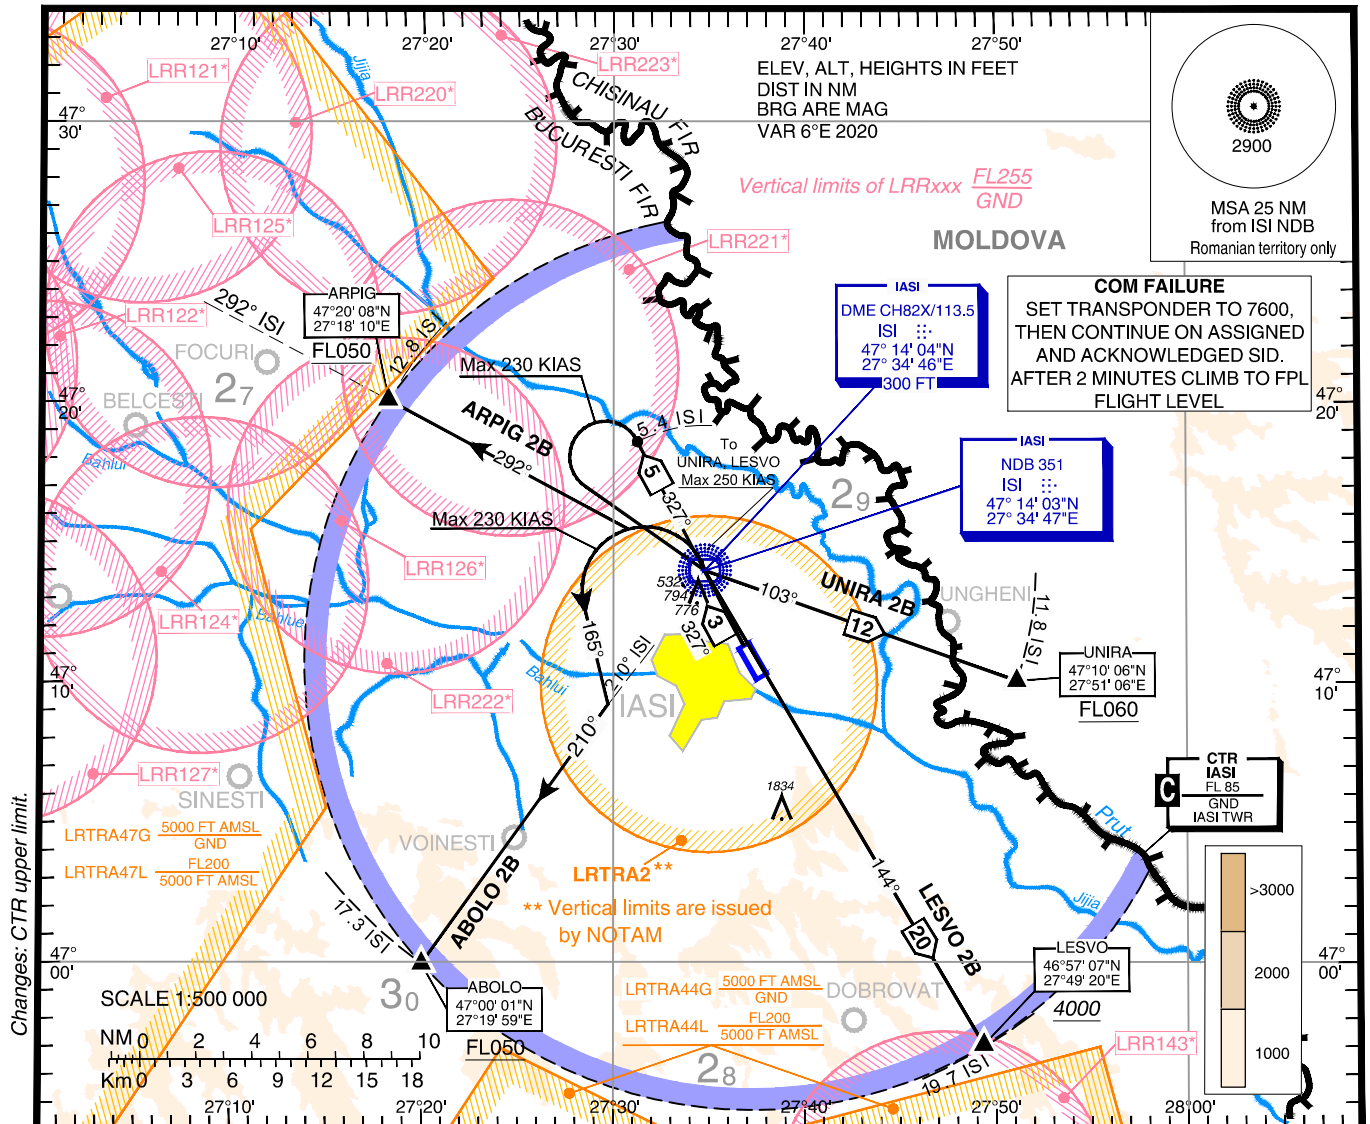 27°10'
27°20'
27°30'
27°40'
27°50'
47°
30'
LRR121*
LRR220*
LRR223*
Jijia
CHISINAU FIR
BUCURESTI FIR
ELEV, ALT, HEIGHTS IN FEET
DIST IN NM
BRG ARE MAG
VAR 6°E 2020
2900
MSA 25 NM
from ISI NDB
Romanian territory only
Vertical limits of LRRxxx FL255
GND
MOLDOVA
LRR125*
LRR221*
COM FAILURE
SET TRANSPONDER TO 7600,
THEN CONTINUE ON ASSIGNED
AND ACKNOWLEDGED SID.
AFTER 2 MINUTES CLIMB TO FPL
FLIGHT LEVEL
IASI
DME CH82X/113.5
ISI
47° 14' 04"N
27° 34' 46"E
300 FT
292° ISI
ARPIG
47°20' 08"N
27°18' 10"E
FL050
12.8 ISI
LRR122*
FOCURI
27
BELCESTI
Bahlui
47°
20'
47°
20'
Max 230 KIAS
ARPIG 2B
292°
5.4 ISI
5
327°
To
UNIRA, LESVO
Max 250 KIAS
29
IASI
NDB 351
ISI
47° 14' 03"N
27° 34' 47"E
Max 230 KIAS
LRR126*
LRR124*
Bahlue
532
794
776
3
327°
103°
UNIRA 2B
12
UNGHENI
11.8 ISI
UNIRA
47°10' 06"N
27°51' 06"E
FL060
47°
10'
47°
10'
165°
21.0° ISI
Bahlui
IASI
LRR222*
210°
LRR127*
SINESTI
CTR
IASI
FL 85
GND
IASI TWR
C
Prut
1834
LRTRA47G 5000 FT AMSL
GND
LRTRA47L FL200
5000 FT AMSL
VOINESTI
ABOLO 2B
17.3 ISI
LRTRA2**
** Vertical limits are issued
by NOTAM
144°
20
LESVO 2B
Jijia
>3000
2000
1000
47°
00'
47°
00'
LESVO
46°57' 07"N
27°49' 20"E
4000
SCALE 1:500 000
30
ABOLO
47°00' 01"N
27°19' 59"E
FL050
LRTRA44G 5000 FT AMSL
GND
LRTRA44L FL200
5000 FT AMSL
DOBROVAT
28
19.7 ISI
LRR143*
NM 0 2 4 6 8 10
Km 0 3 6 9 12 15 18
27°10'
27°20'
27°30'
27°40'
27°50'
28°00'
Changes: CTR upper limit.